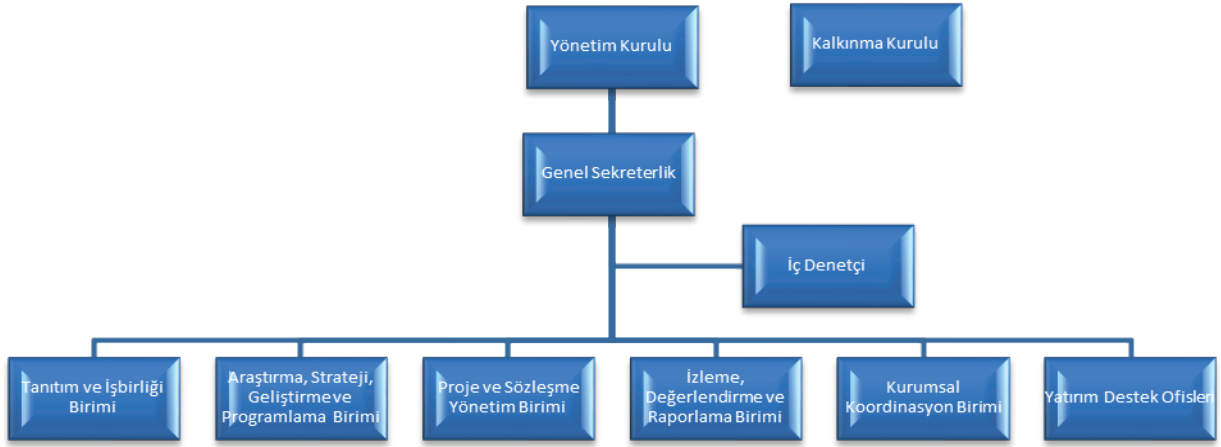 Yönetim Kurulu
Kalkınma Kurulu
Genel Sekreterlik
İç Denetçi
Tanıtım ve İşbirliği
Birimi
Araştırma, Strateji,
Geliştirme ve
Programlama Birimi
Proje ve Sözleşme
Yönetim Birimi
İzleme,
Değerlendirme ve
Raporlama Birimi
Kurumsal
Koordinasyon Birimi
Yatırım Destek Ofisleri